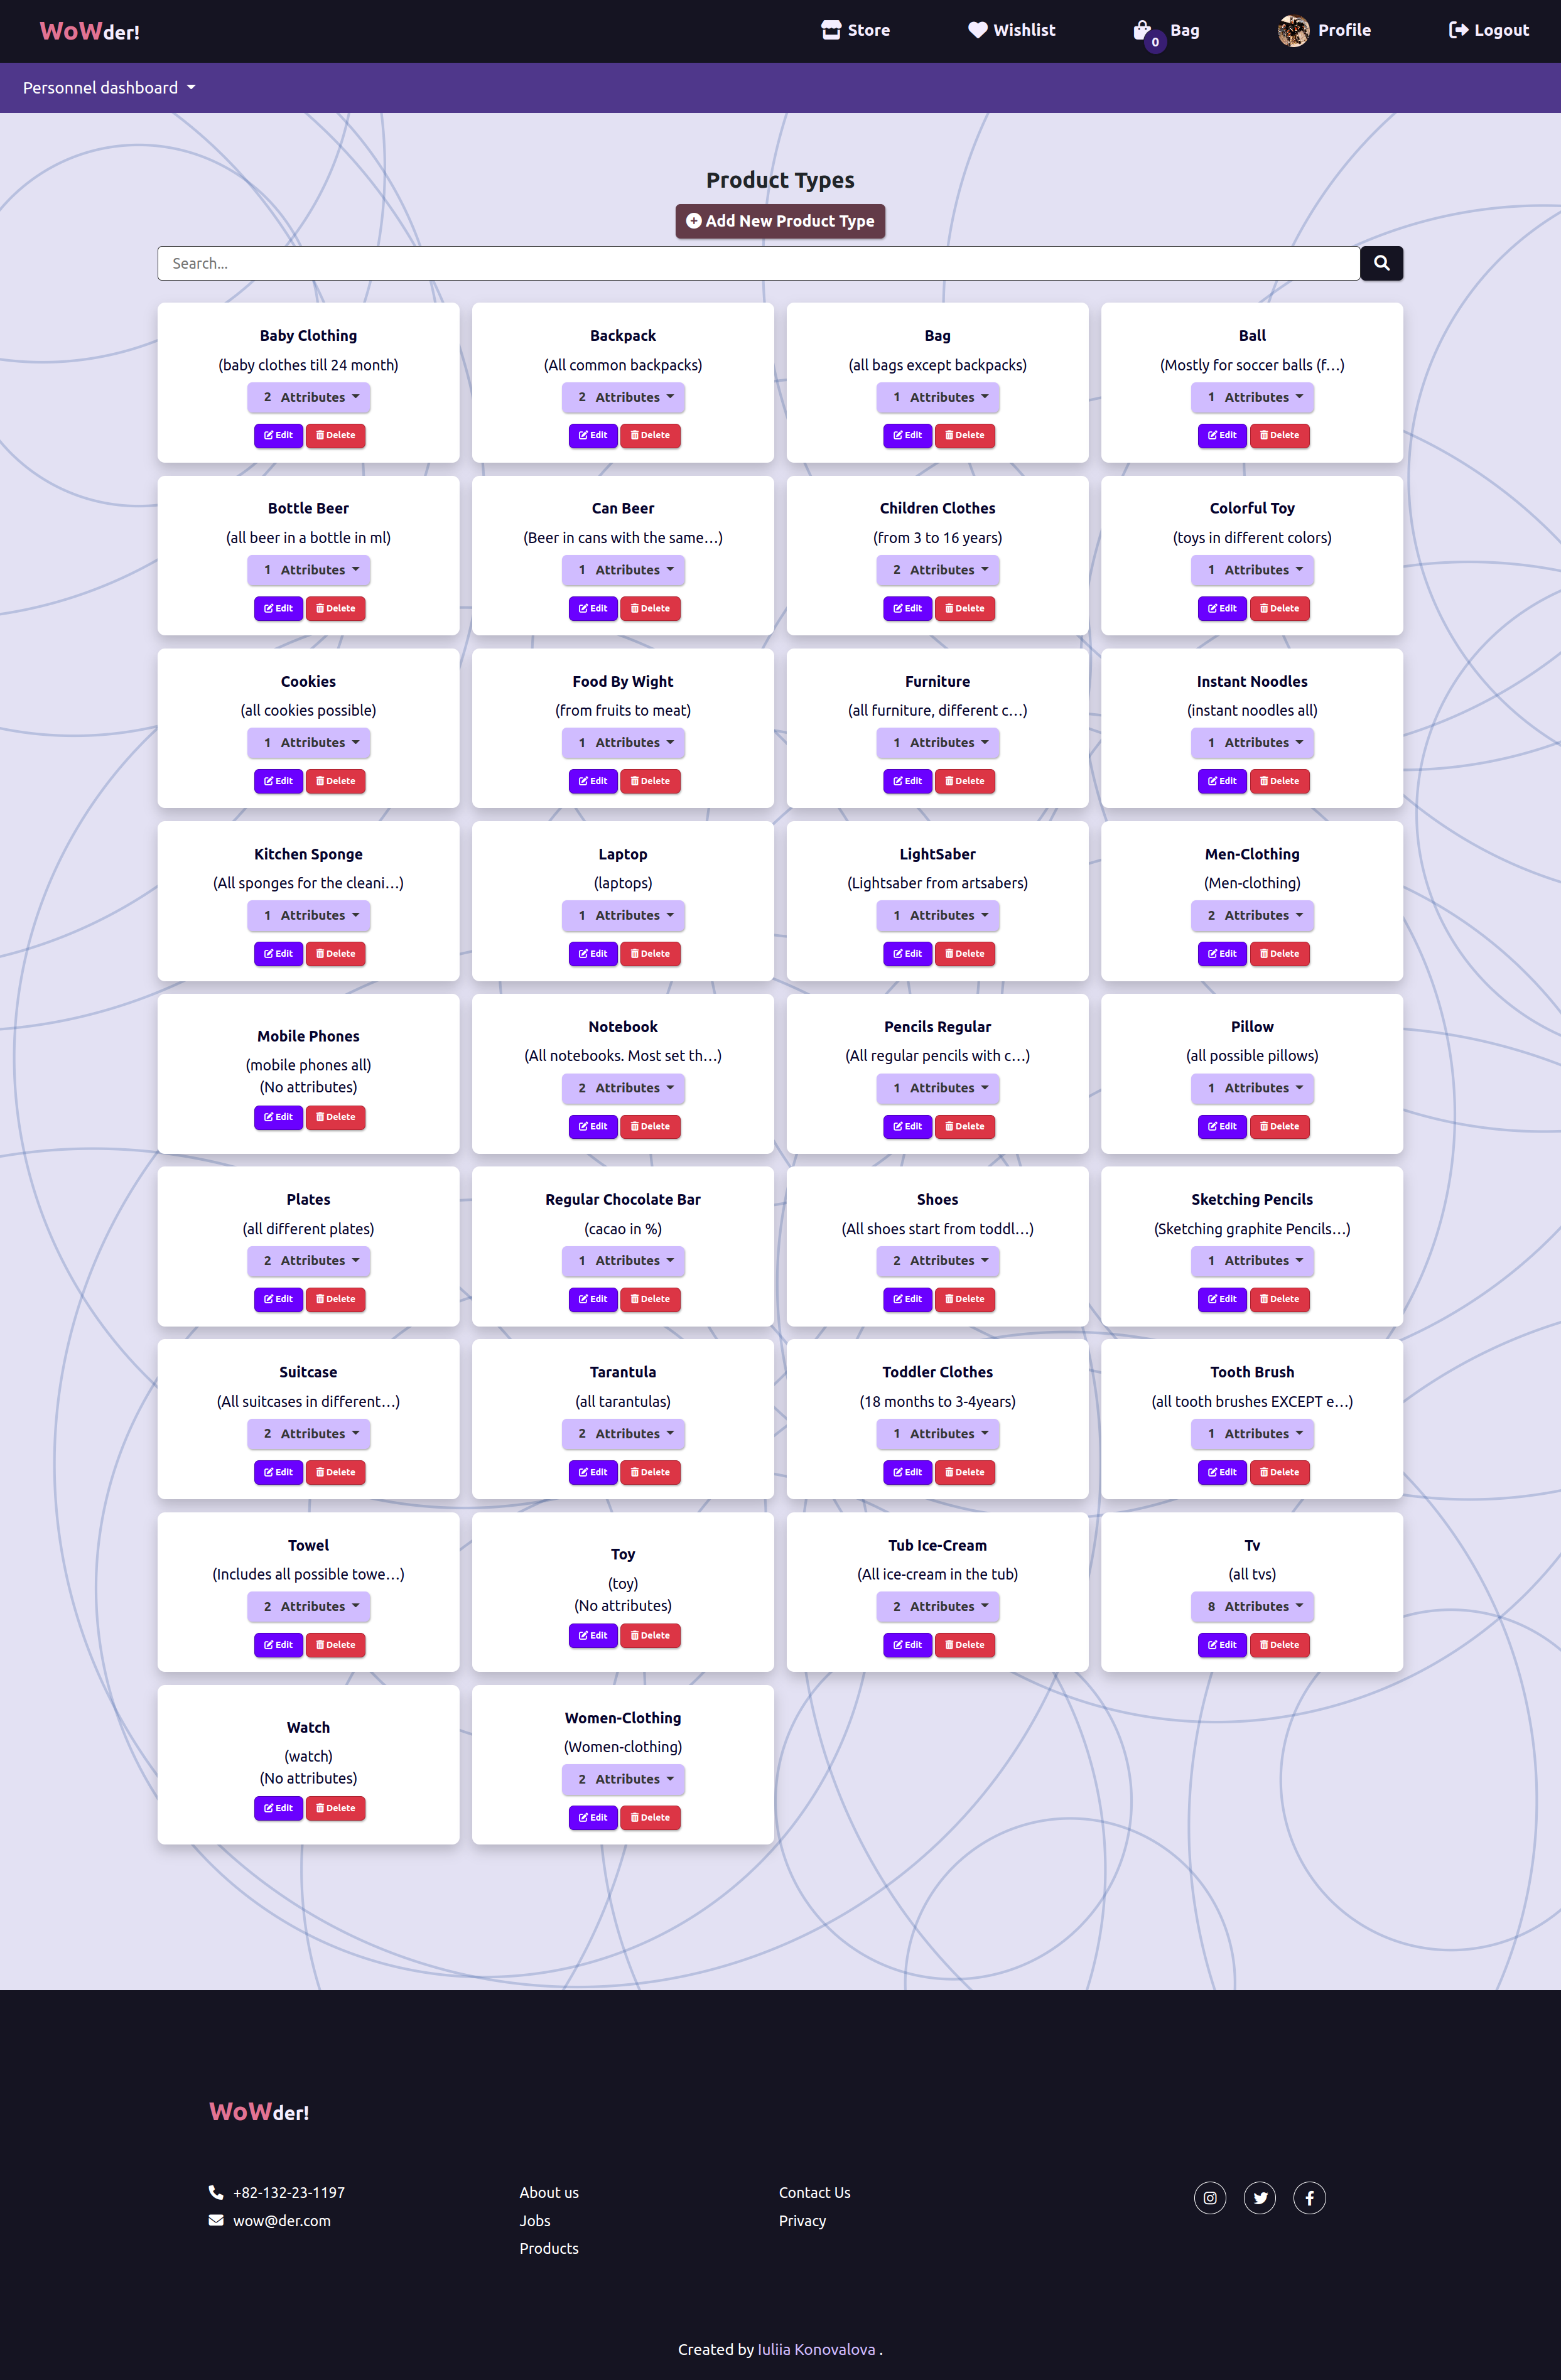 WoWder!
Store
Wishlist
0
Bag
Profile
Logout
Personnel dashboard
Product Types
Add New Product Type
Search...
Baby Clothing
(baby clothes till 24 month)
2 Attributes
Edit
Delete
Backpack
(All common backpacks)
2 Attributes
Edit
Delete
Bag
(all bags except backpacks)
1 Attributes
Edit
Delete
Ball
(Mostly for soccer balls (f…)
1 Attributes
Edit
Delete
Bottle Beer
(all beer in a bottle in ml)
1 Attributes
Edit
Delete
Can Beer
(Beer in cans with the same…)
1 Attributes
Edit
Delete
Children Clothes
(from 3 to 16 years)
2 Attributes
Edit
Delete
Colorful Toy
(toys in different colors)
1 Attributes
Edit
Delete
Cookies
(all cookies possible)
1 Attributes
Edit
Delete
Food By Wight
(from fruits to meat)
1 Attributes
Edit
Delete
Furniture
(all furniture, different c…)
1 Attributes
Edit
Delete
Instant Noodles
(instant noodles all)
1 Attributes
Edit
Delete
Kitchen Sponge
(All sponges for the cleani…)
1 Attributes
Edit
Delete
Laptop
(laptops)
1 Attributes
Edit
Delete
LightSaber
(Lightsaber from artsabers)
1 Attributes
Edit
Delete
Men-Clothing
(Men-clothing)
2 Attributes
Edit
Delete
Mobile Phones
(mobile phones all)
(No attributes)
Edit
Delete
Notebook
(All notebooks. Most set th…)
2 Attributes
Edit
Delete
Pencils Regular
(All regular pencils with c…)
1 Attributes
Edit
Delete
Pillow
(all possible pillows)
1 Attributes
Edit
Delete
Plates
(all different plates)
2 Attributes
Edit
Delete
Regular Chocolate Bar
(cacao in %)
1 Attributes
Edit
Delete
Shoes
(All shoes start from toddl…)
2 Attributes
Edit
Delete
Sketching Pencils
(Sketching graphite Pencils…)
1 Attributes
Edit
Delete
Suitcase
(All suitcases in different…)
2 Attributes
Edit
Delete
Tarantula
(all tarantulas)
2 Attributes
Edit
Delete
Toddler Clothes
(18 months to 3-4years)
1 Attributes
Edit
Delete
Tooth Brush
(all tooth brushes EXCEPT e…)
1 Attributes
Edit
Delete
Towel
(Includes all possible towe…)
2 Attributes
Edit
Delete
Toy
(toy)
(No attributes)
Edit
Delete
Tub Ice-Cream
(All ice-cream in the tub)
2 Attributes
Edit
Delete
Tv
(all tvs)
8 Attributes
Edit
Delete
Watch
(watch)
(No attributes)
Edit
Delete
Women-Clothing
(Women-clothing)
2 Attributes
Edit
Delete
WoWder!
+82-132-23-1197
wow@der.com
About us
Jobs
Products
Contact Us
Privacy
Created by Iuliia Konovalova .